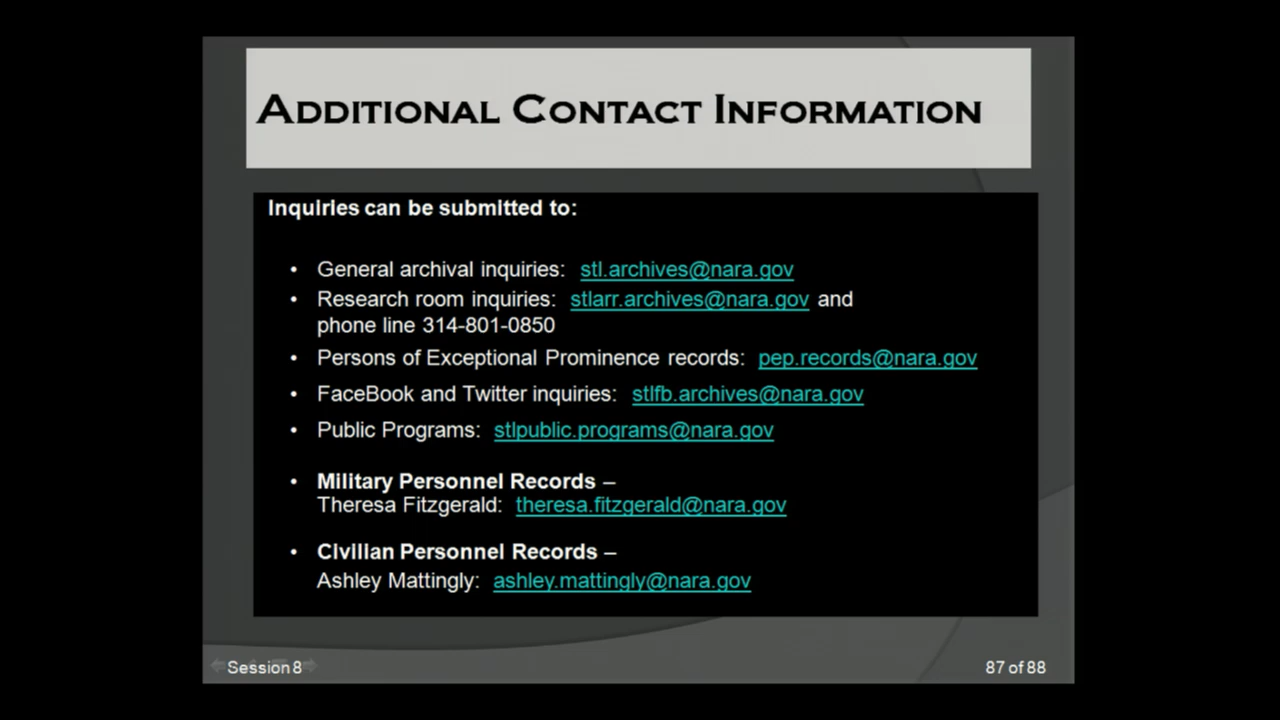 Additional Contact Information
Inquiries can be submitted to:
• General archival inquiries: stl.archives@nara.gov
• Research room inquiries: stlarr.archives@nara.gov and
phone line 314-801-0850
• Persons of Exceptional Prominence records: pep.records@nara.gov
• FaceBook and Twitter inquiries: stlfb.archives@nara.gov
• Public Programs: stlpublic.programs@nara.gov
• Military Personnel Records –
Theresa Fitzgerald: theresa.fitzgerald@nara.gov
• Civilian Personnel Records –
Ashley Mattingly: ashley.mattingly@nara.gov
Session 8
87 of 88